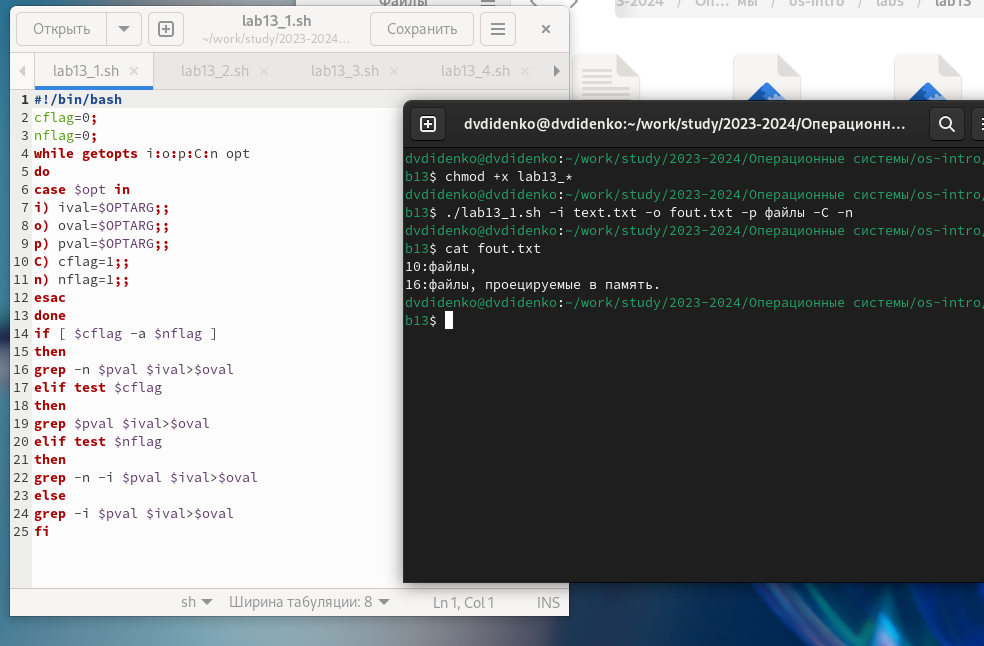 Файлы
3-2024 / Оп... мы / os-intro / labs / lab13
Открыть
lab13_1.sh
~/work/study/2023-2024...
Сохранить
lab13_1.sh × lab13_2.sh × lab13_3.sh × lab13_4.sh ×
1 #!/bin/bash
2 cflag=0;
3 nflag=0;
4 while getopts i:o:p:C:n opt
5 do
6 case $opt in
7 i) ival=$OPTARG;;
8 o) oval=$OPTARG;;
9 p) pval=$OPTARG;;
10 C) cflag=1;;
11 n) nflag=1;;
12 esac
13 done
14 if [ $cflag -a $nflag ]
15 then
16 grep -n $pval $ival>$oval
17 elif test $cflag
18 then
19 grep $pval $ival>$oval
20 elif test $nflag
21 then
22 grep -n -i $pval $ival>$oval
23 else
24 grep -i $pval $ival>$oval
25 fi
sh Ширина табуляции: 8 Ln 1, Col 1 INS
dvdidenko@dvdidenko:~/work/study/2023-2024/Операционн...
dvdidenko@dvdidenko:~/work/study/2023-2024/Операционные системы/os-intro/
b13$ chmod +x lab13_*
dvdidenko@dvdidenko:~/work/study/2023-2024/Операционные системы/os-intro/
b13$ ./lab13_1.sh -i text.txt -o fout.txt -p файлы -C -n
dvdidenko@dvdidenko:~/work/study/2023-2024/Операционные системы/os-intro/
b13$ cat fout.txt
10:файлы,
16:файлы, проецируемые в память.
dvdidenko@dvdidenko:~/work/study/2023-2024/Операционные системы/os-intro/
b13$